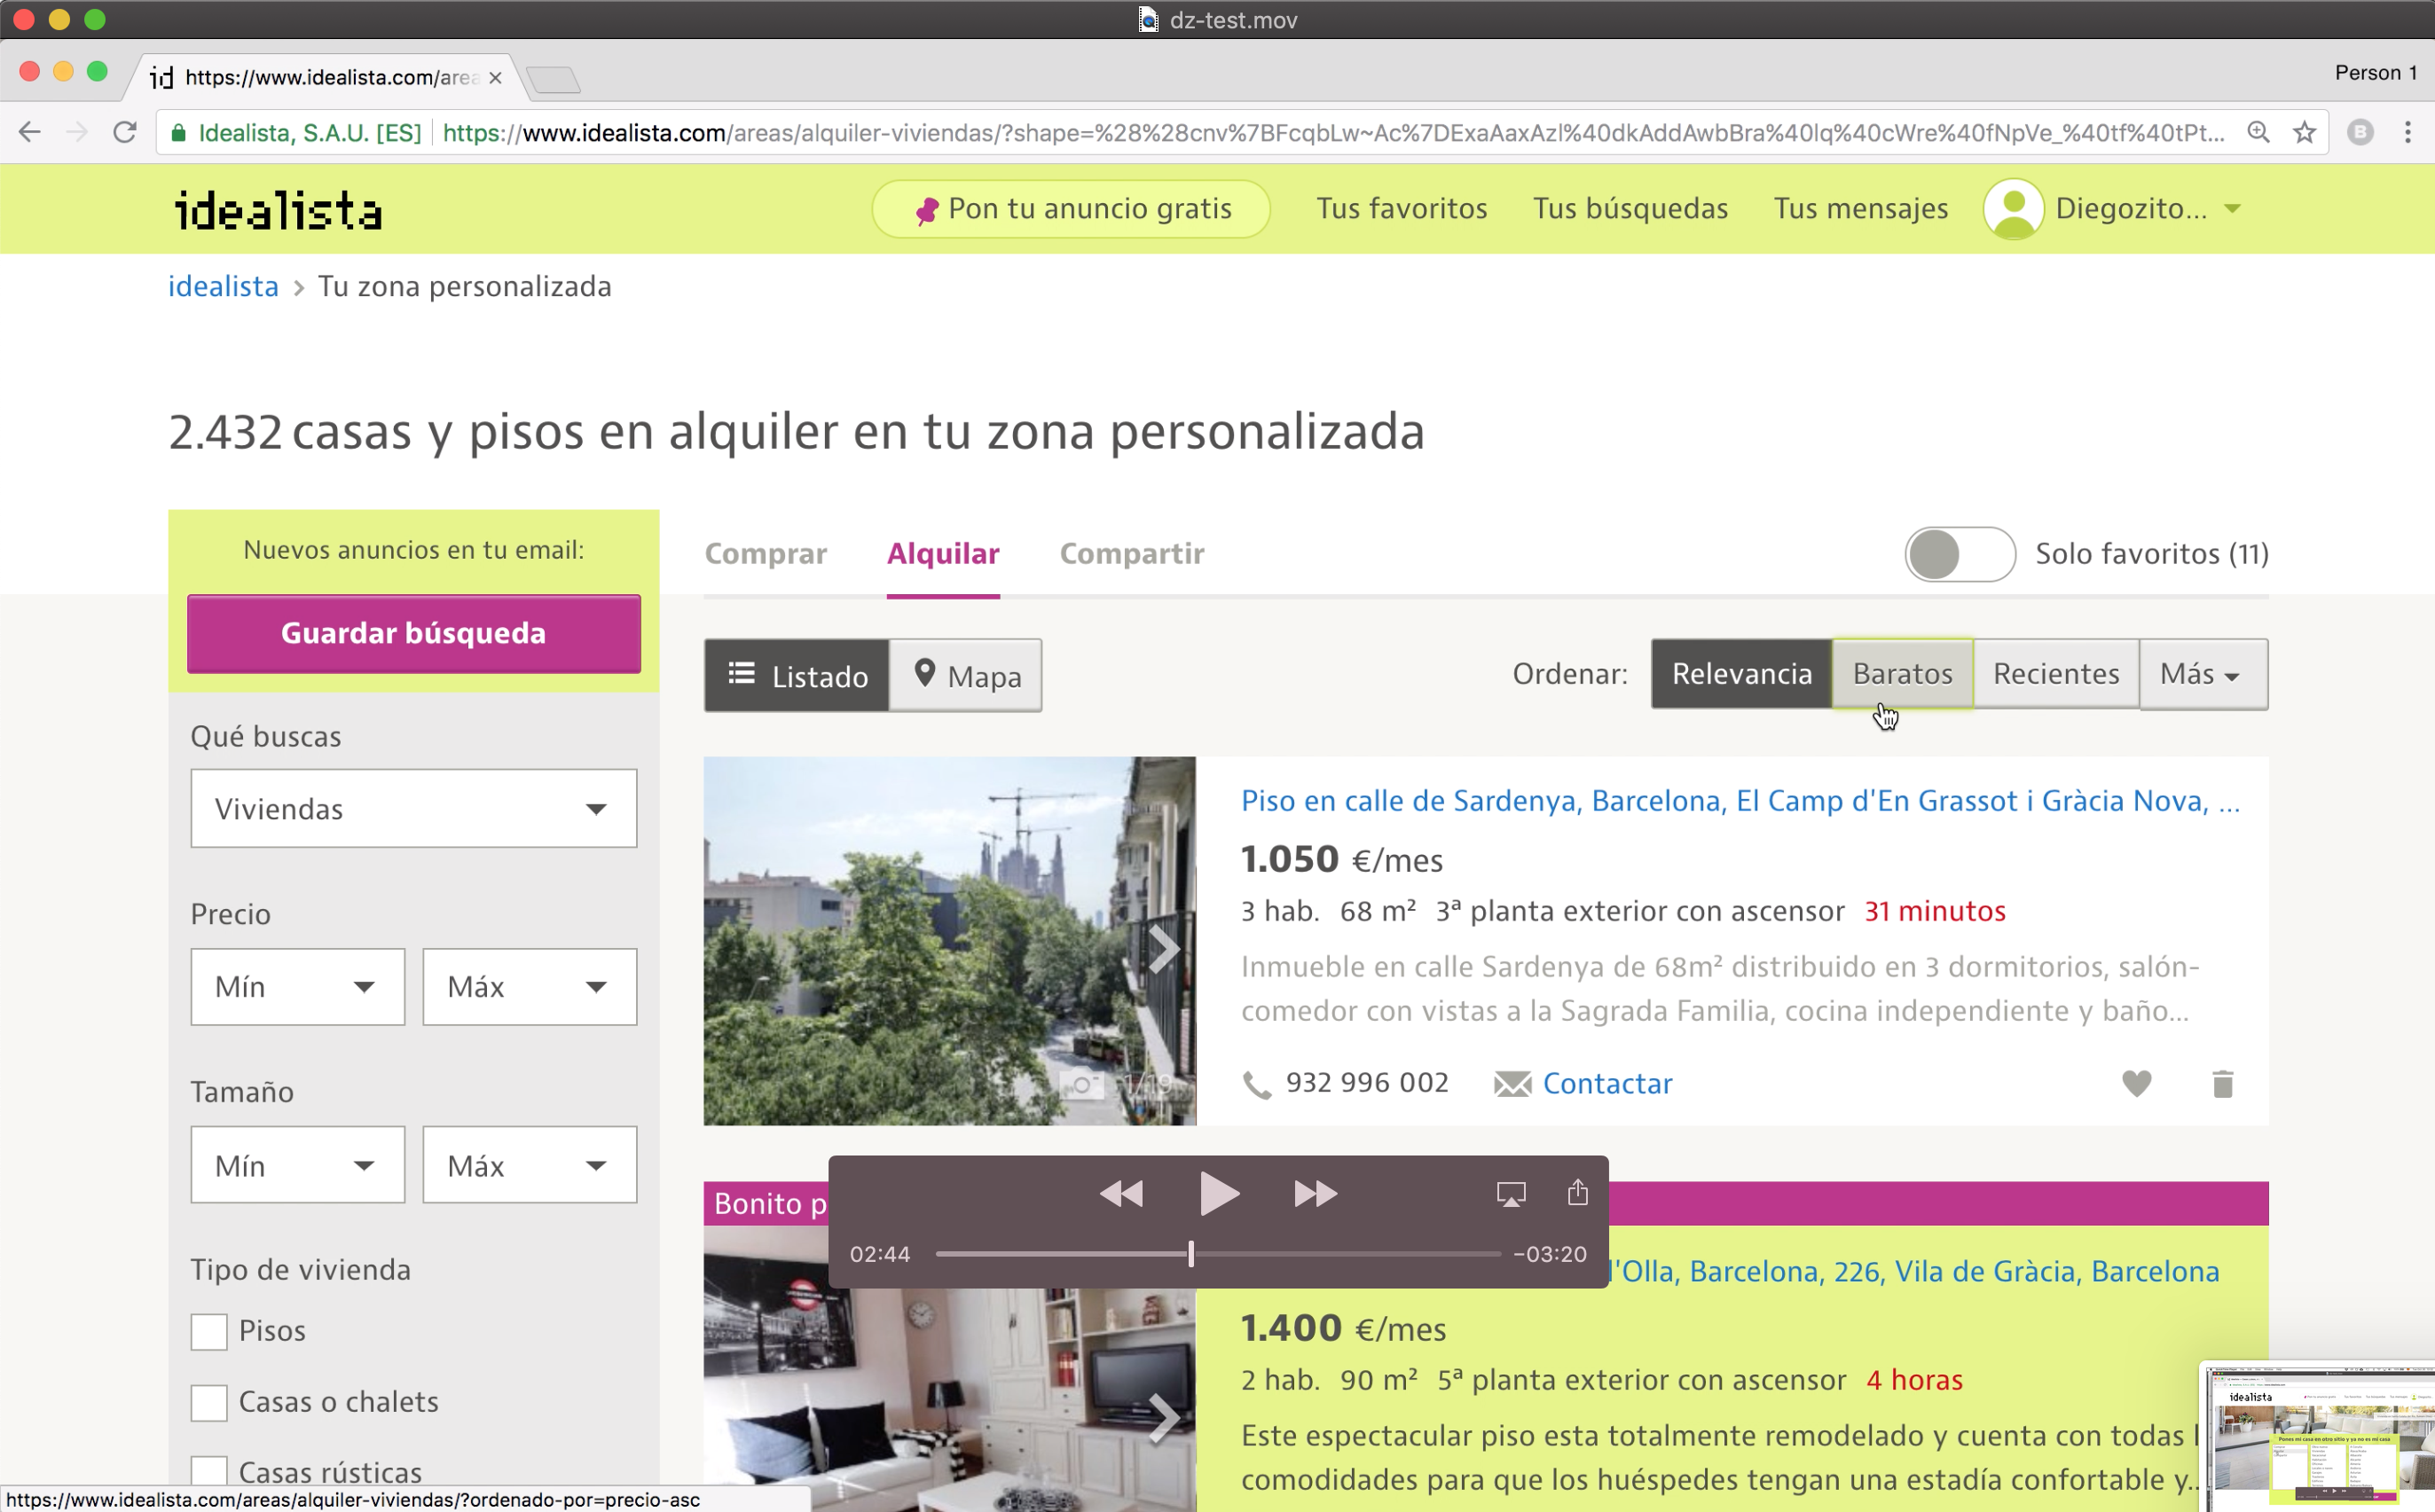 dz-test.mov
https://www.idealista.com/area
Person 1
Idealista, S.A.U. [ES] https://www.idealista.com/areas/alquiler-viviendas/?shape=%28%28cnv%7BFcqbLw~Ac%7DExaAaxAzl%40dkAddAwbBra%40lq%40cWre%40fNpVe_%40tf%40tPt...
B
idealista
Pon tu anuncio gratis
Tus favoritos
Tus búsquedas
Tus mensajes
Diegozito...
idealista > Tu zona personalizada
2.432 casas y pisos en alquiler en tu zona personalizada
Nuevos anuncios en tu email:
Guardar búsqueda
Qué buscas
Viviendas
Precio
Mín Máx
Tamaño
Mín Máx
Tipo de vivienda
Pisos
Casas o chalets
Casas rústicas
Comprar Alquilar Compartir
Solo favoritos (11)
Listado Mapa
Ordenar: Relevancia Baratos Recientes Más
Piso en calle de Sardenya, Barcelona, El Camp d'En Grassot i Gràcia Nova, ...
1.050 €/mes
3 hab. 68 m² 3ª planta exterior con ascensor 31 minutos
Inmueble en calle Sardenya de 68m² distribuido en 3 dormitorios, salón-
comedor con vistas a la Sagrada Familia, cocina independiente y baño...
932 996 002 Contactar
1/19
Bonito p
02:44 -03:20
l'Olla, Barcelona, 226, Vila de Gràcia, Barcelona
1.400 €/mes
2 hab. 90 m² 5ª planta exterior con ascensor 4 horas
Este espectacular piso esta totalmente remodelado y cuenta con todas l
comodidades para que los huéspedes tengan una estadía confortable y...
https://www.idealista.com/areas/alquiler-viviendas/?ordenado-por=precio-asc
idealista